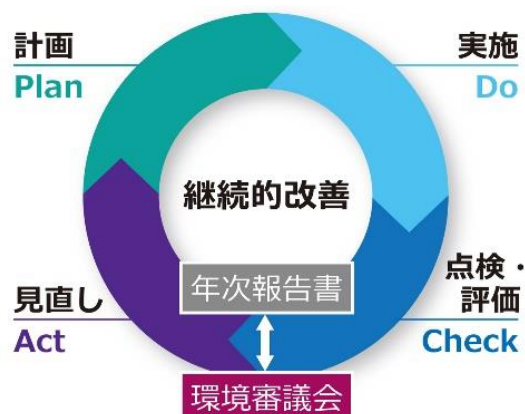 計画
Plan
実施
Do
継続的改善
年次報告書
見直し
Act
点検・
評価
Check
環境審議会